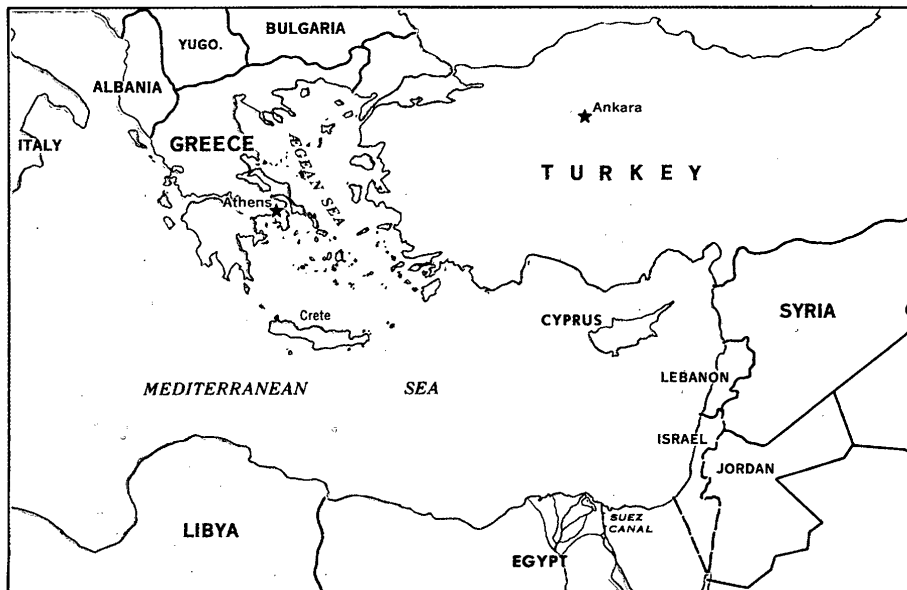 BULGARIA
YUGO.
ALBANIA
Ankara
ITALY
GREECE
ÆGEAN SEA
TURKEY
Athens
Crete
CYPRUS
SYRIA
LEBANON
MEDITERRANEAN SEA
ISRAEL
JORDAN
SUEZ
CANAL
LIBYA
EGYPT